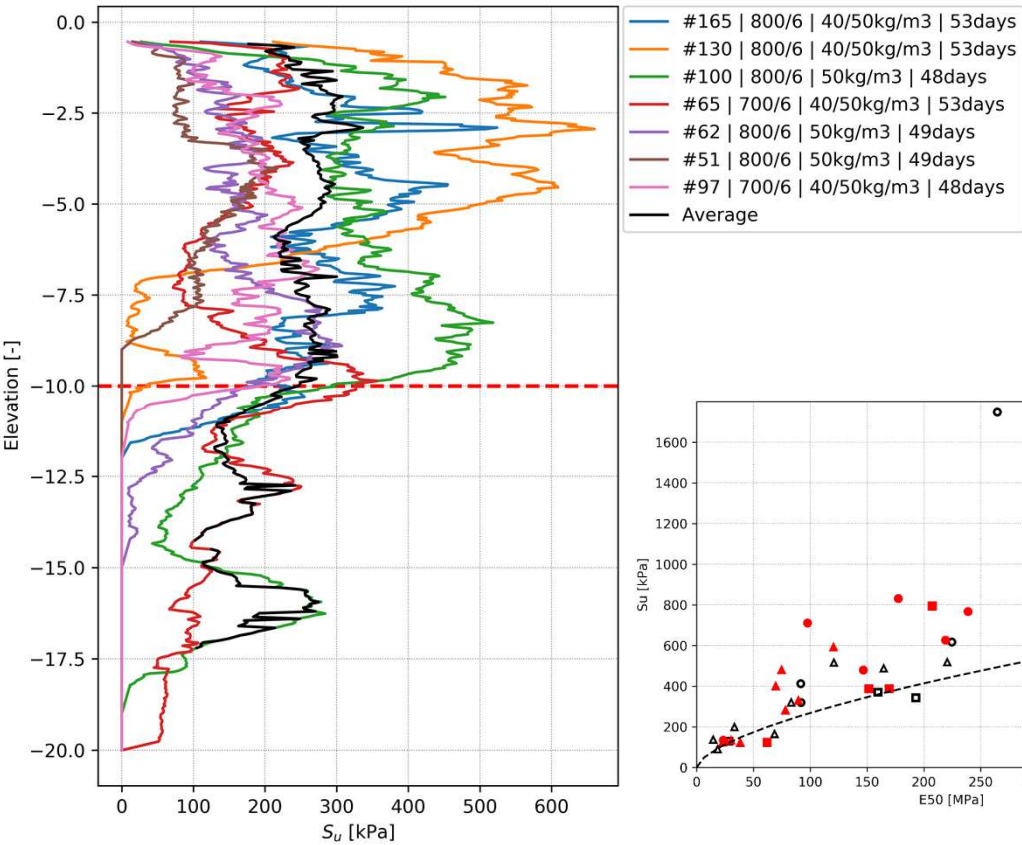 0.0
−2.5
−5.0
−7.5
−10.0
−12.5
−15.0
−17.5
−20.0
Elevation [-]
0 100 200 300 400 500 600
Su [kPa]
#165 | 800/6 | 40/50kg/m3 | 53days
#130 | 800/6 | 40/50kg/m3 | 53days
#100 | 800/6 | 50kg/m3 | 48days
#65 | 700/6 | 40/50kg/m3 | 53days
#62 | 800/6 | 50kg/m3 | 49days
#51 | 800/6 | 50kg/m3 | 49days
#97 | 700/6 | 40/50kg/m3 | 48days
Average
1600
1400
1200
1000
800
600
400
200
0
Su [kPa]
0 50 100 150 200 250
E50 [MPa]